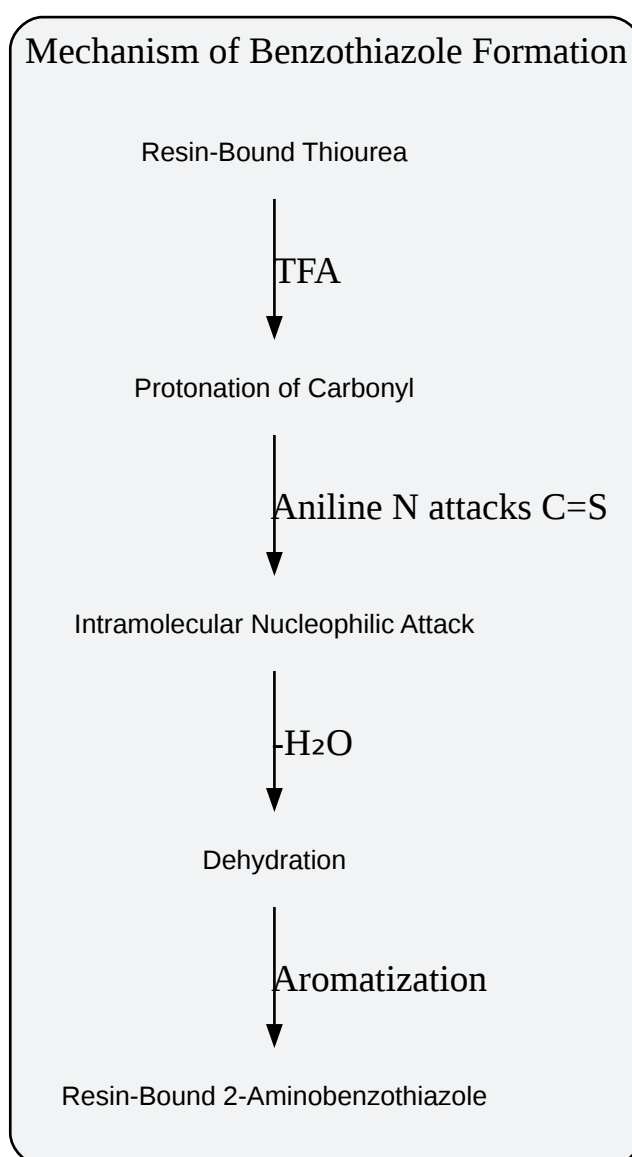 Mechanism of Benzothiazole Formation
Resin-Bound Thiourea
TFA
Protonation of Carbonyl
Aniline N attacks C=S
Intramolecular Nucleophilic Attack
-H₂O
Dehydration
Aromatization
Resin-Bound 2-Aminobenzothiazole